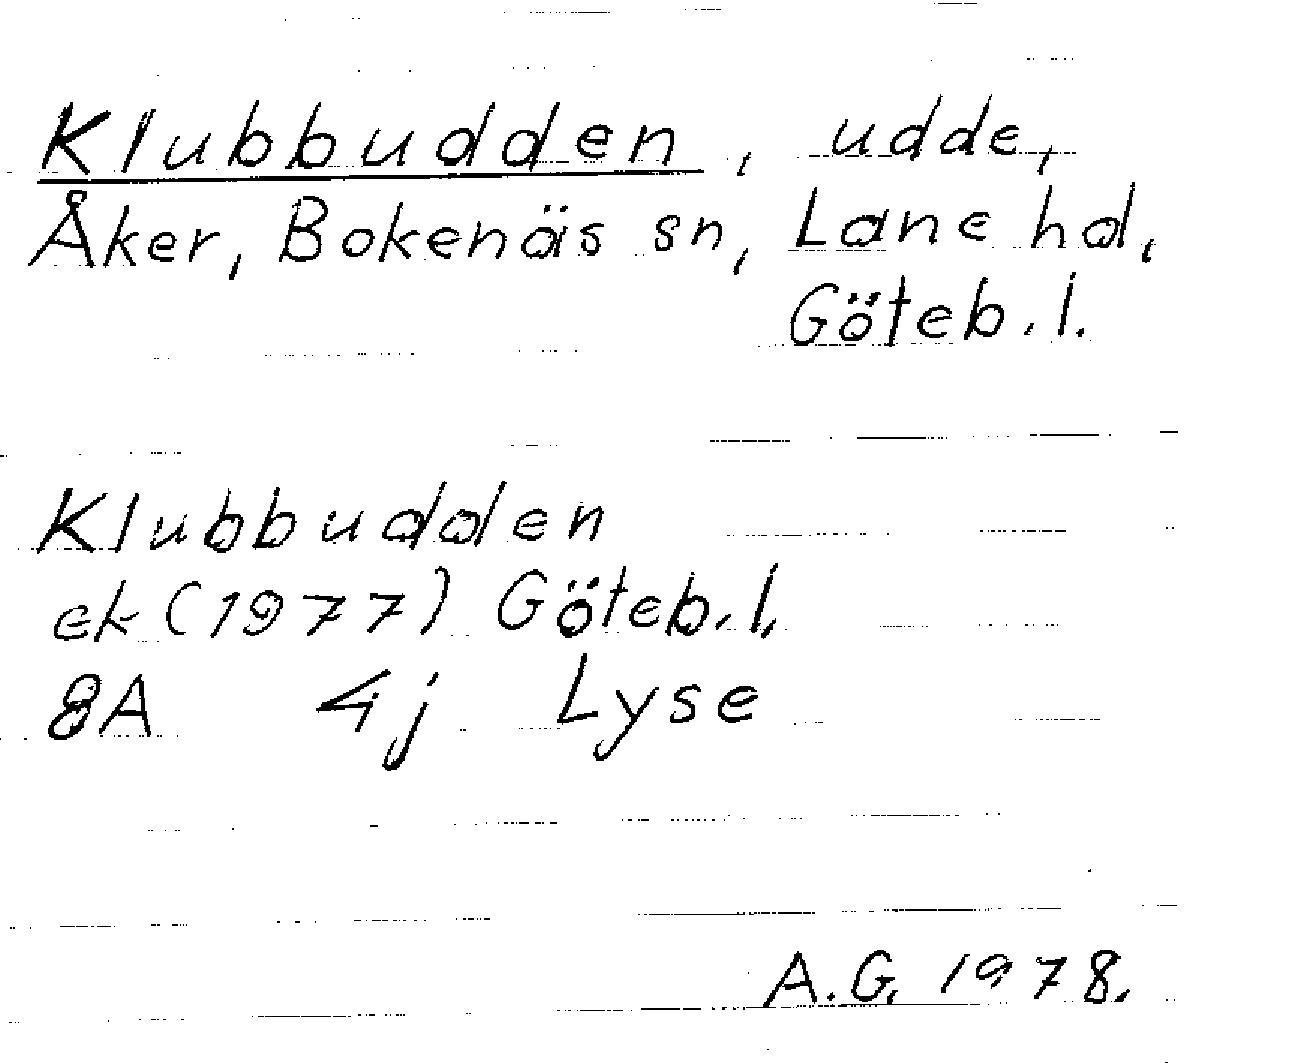 Klubbudden, udde,
Åker, Bokenäs sn, Lane hd,
Göteb. l.
Klubbudden
ek (1977) Göteb. l,
8A 4j Lyse
A.G. 1978.